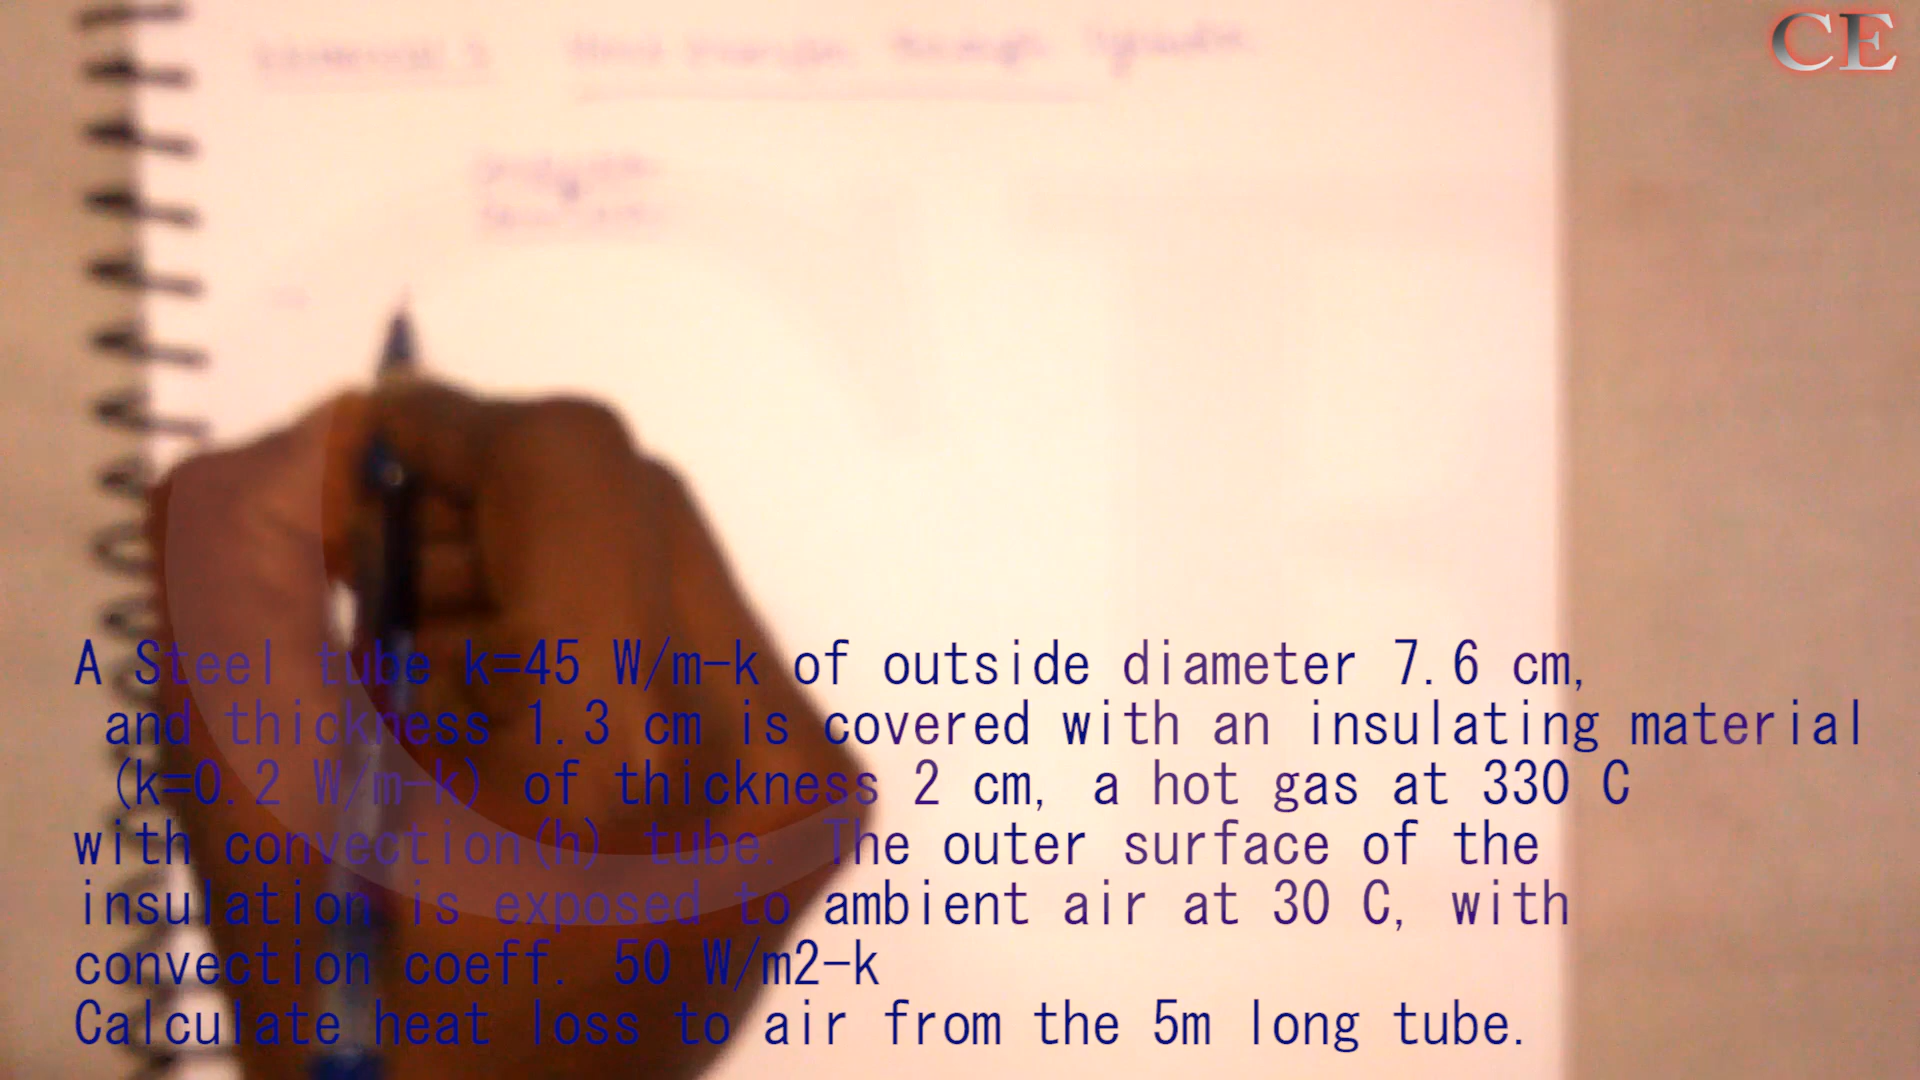 CE
A Steel tube k=45 W/m-k of outside diameter 7.6 cm,
and thickness 1.3 cm is covered with an insulating material
(k=0.2 W/m-k) of thickness 2 cm, a hot gas at 330 C
with convection(h) tube. The outer surface of the
insulation is exposed to ambient air at 30 C, with
convection coeff. 50 W/m2-k
Calculate heat loss to air from the 5m long tube.